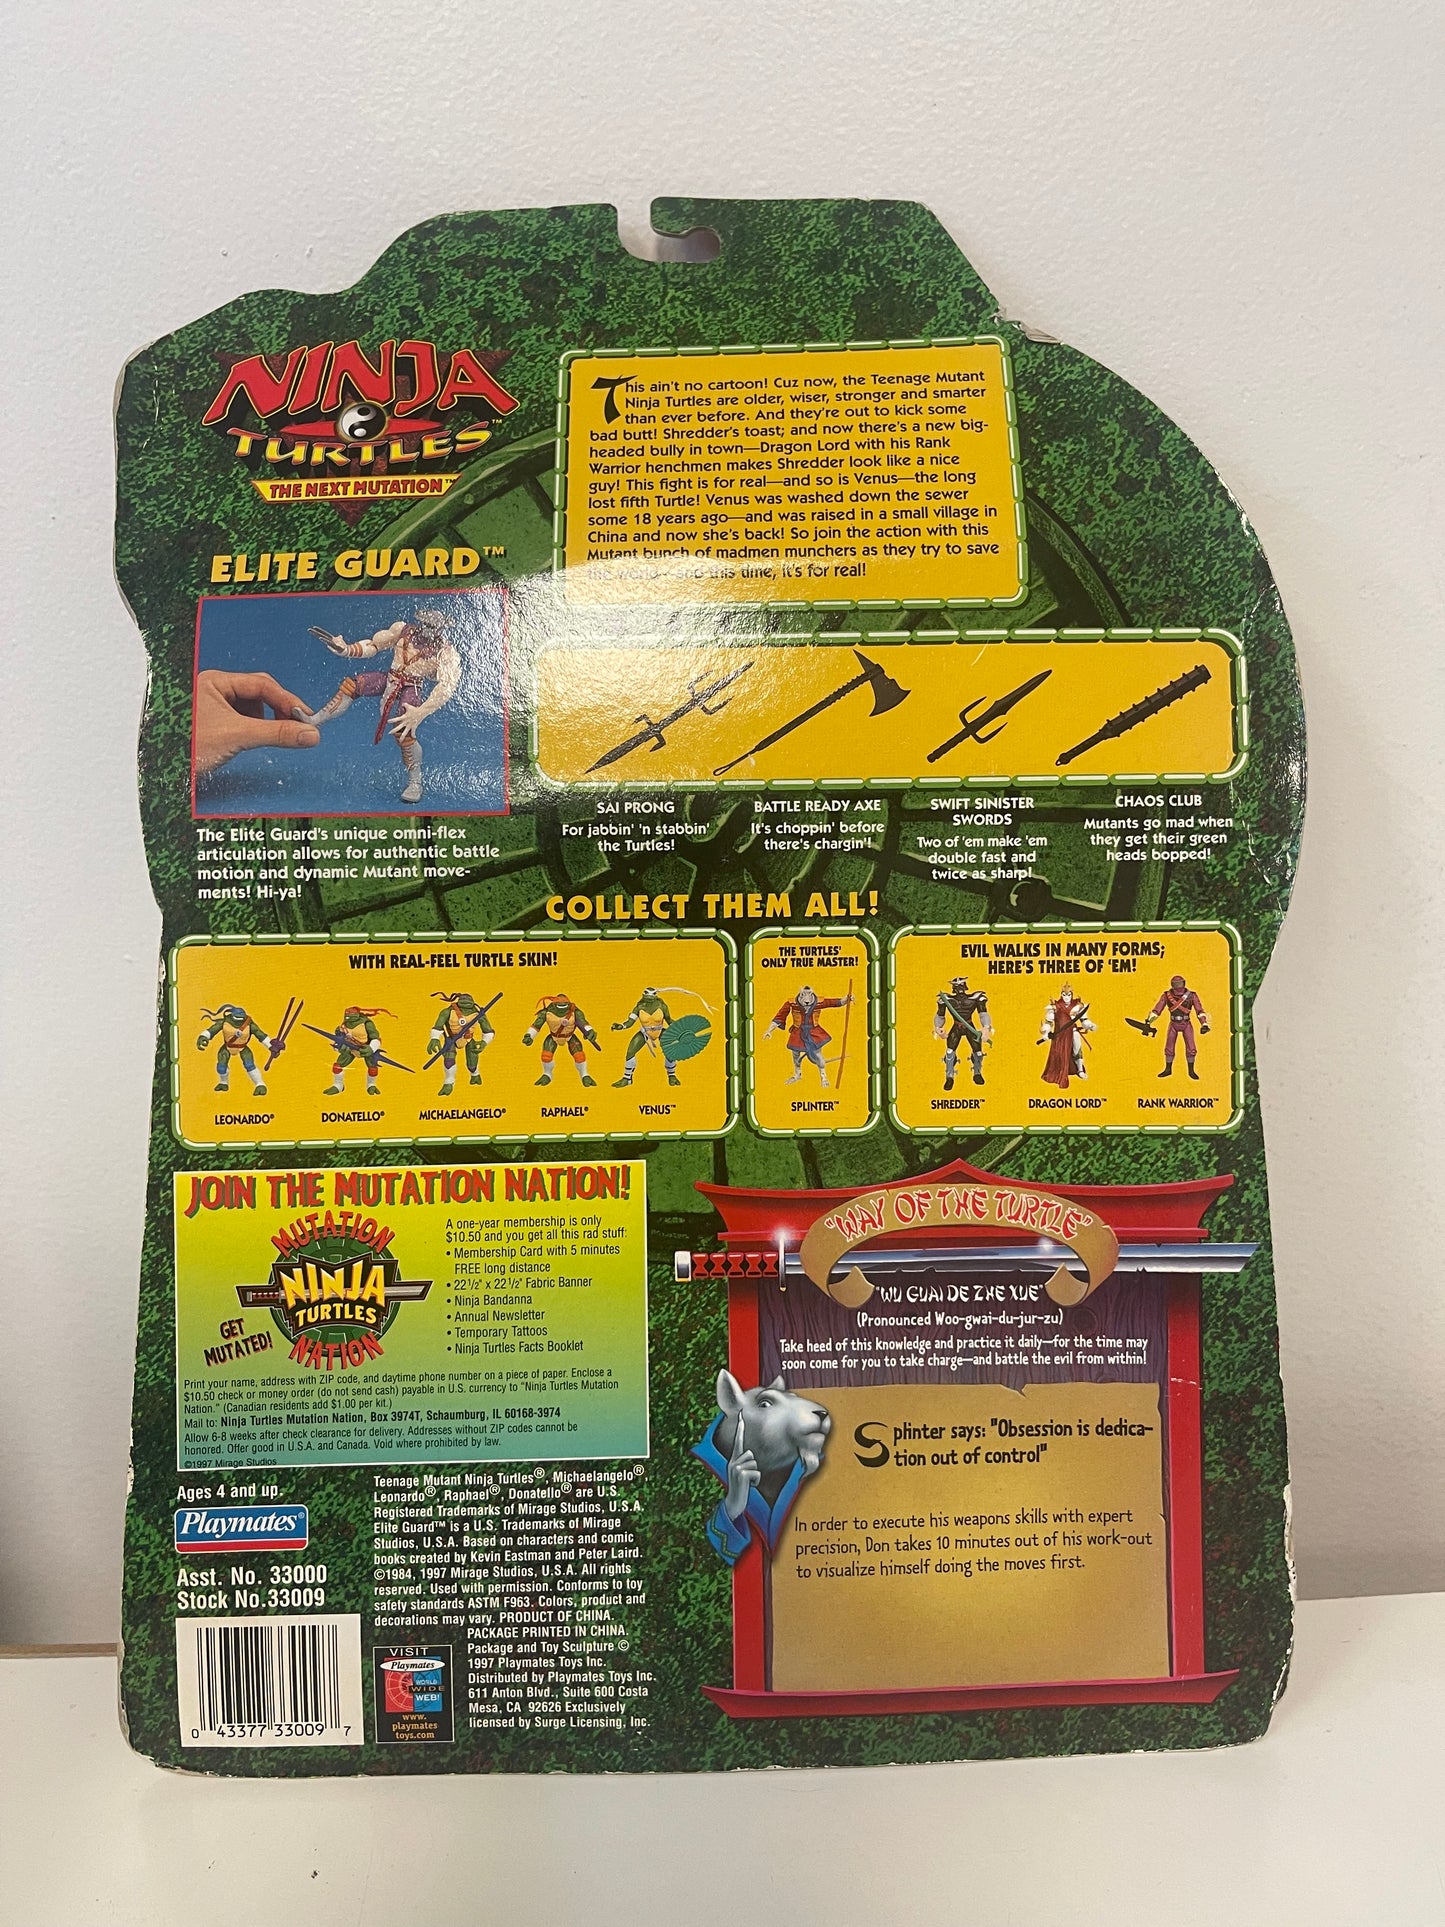 NINJA
TURTLES™
THE NEXT MUTATION™
ELITE GUARD™
This ain't no cartoon! Cuz now, the Teenage Mutant
Ninja Turtles are older, wiser, stronger and smarter
than ever before. And they're out to kick some
bad butt! Shredder's toast; and now there's a new big-
headed bully in town—Dragon Lord with his Rank
Warrior henchmen makes Shredder look like a nice
guy! This fight is for real—and so is Venus—the long
lost fifth Turtle! Venus was washed down the sewer
some 18 years ago—and was raised in a small village in
China and now she's back! So join the action with this
Mutant bunch of madmen munchers as they try to save
the world—and this time, it's for real!
The Elite Guard's unique omni-flex
articulation allows for authentic battle
motion and dynamic Mutant move-
ments! Hi-ya!
SAI PRONG
For jabbin' 'n stabbin'
the Turtles!
BATTLE READY AXE
It's choppin' before
there's chargin'!
SWIFT SINISTER
SWORDS
Two of 'em make 'em
double fast and
twice as sharp!
CHAOS CLUB
Mutants go mad when
they get their green
heads bopped!
COLLECT THEM ALL!
WITH REAL-FEEL TURTLE SKIN!
LEONARDO® DONATELLO® MICHAELANGELO® RAPHAEL® VENUS™
THE TURTLES'
ONLY TRUE MASTER!
SPLINTER™
EVIL WALKS IN MANY FORMS;
HERE'S THREE OF 'EM!
SHREDDER™ DRAGON LORD™ RANK WARRIOR™
JOIN THE MUTATION NATION!
MUTATION
NINJA
TURTLES
NATION
GET
MUTATED!
A one-year membership is only
$10.50 and you get all this rad stuff:
• Membership Card with 5 minutes
FREE long distance
• 22 1/2" x 22 1/2" Fabric Banner
• Ninja Bandanna
• Annual Newsletter
• Temporary Tattoos
• Ninja Turtles Facts Booklet
Print your name, address with ZIP code, and daytime phone number on a piece of paper. Enclose a
$10.50 check or money order (do not send cash) payable in U.S. currency to "Ninja Turtles Mutation
Nation." (Canadian residents add $1.00 per kit.)
Mail to: Ninja Turtles Mutation Nation, Box 3974T, Schaumburg, IL 60168-3974
Allow 6-8 weeks after check clearance for delivery. Addresses without ZIP codes cannot be
honored. Offer good in U.S.A. and Canada. Void where prohibited by law.
©1997 Mirage Studios
Ages 4 and up.
Playmates®
Asst. No. 33000
Stock No.33009
0 43377 33009 7
Teenage Mutant Ninja Turtles®, Michaelangelo®,
Leonardo®, Raphael®, Donatello® are U.S.
Registered Trademarks of Mirage Studios, U.S.A.
Elite Guard™ is a U.S. Trademarks of Mirage
Studios, U.S.A. Based on characters and comic
books created by Kevin Eastman and Peter Laird.
©1984, 1997 Mirage Studios, U.S.A. All rights
reserved. Used with permission. Conforms to toy
safety standards ASTM F963. Colors, product and
decorations may vary. PRODUCT OF CHINA.
PACKAGE PRINTED IN CHINA.
Package and Toy Sculpture ©
1997 Playmates Toys Inc.
Distributed by Playmates Toys Inc.
611 Anton Blvd., Suite 600 Costa
Mesa, CA 92626 Exclusively
licensed by Surge Licensing, Inc.
VISIT
Playmates
WORLD
WIDE
WEB!
www.
playmates
toys.com
"WAY OF THE TURTLE"
"WU GUAI DE ZHE XUE"
(Pronounced Woo-gwai-du-jur-zu)
Take heed of this knowledge and practice it daily—for the time may
soon come for you to take charge—and battle the evil from within!
Splinter says: "Obsession is dedica-
tion out of control"
In order to execute his weapons skills with expert
precision, Don takes 10 minutes out of his work-out
to visualize himself doing the moves first.